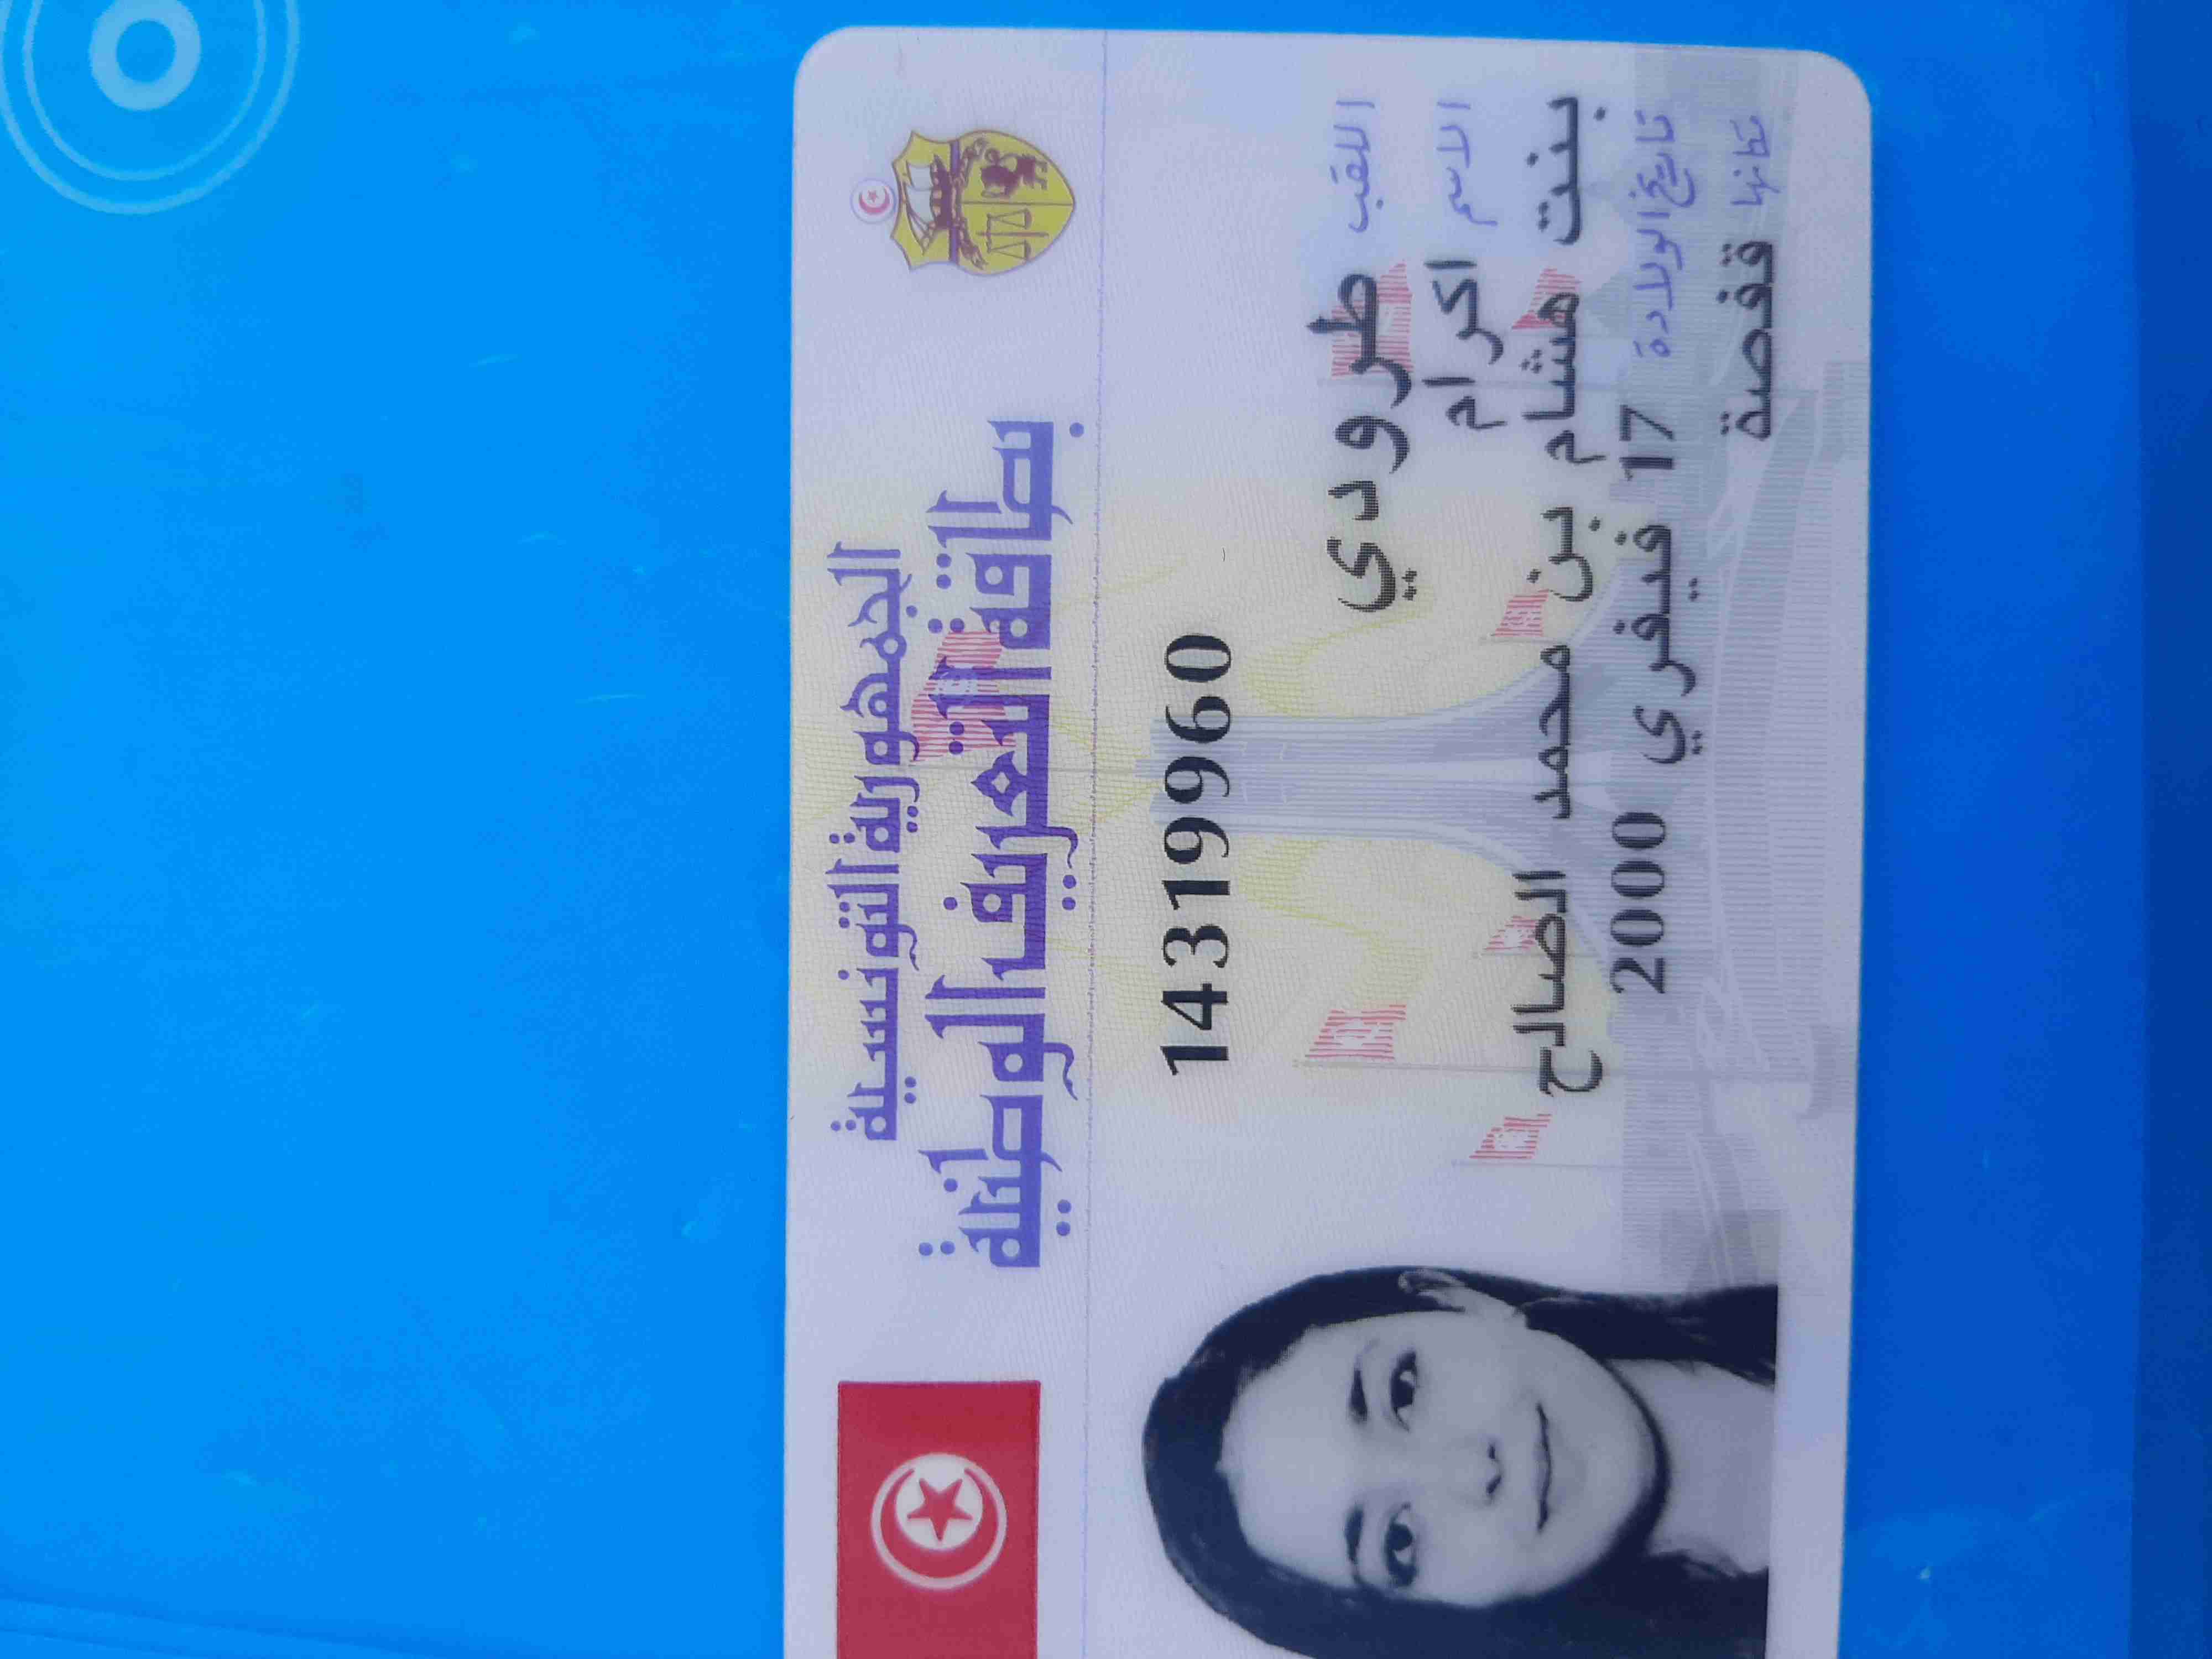 الجمهورية التونسية
بطاقة التعريف الوطنية
14319960
اللقب طرودي
الاسم اكرام
بنت هشام بن محمد الصالح
تاريخ الولادة 17 فيفري 2000
مكانها قفصة